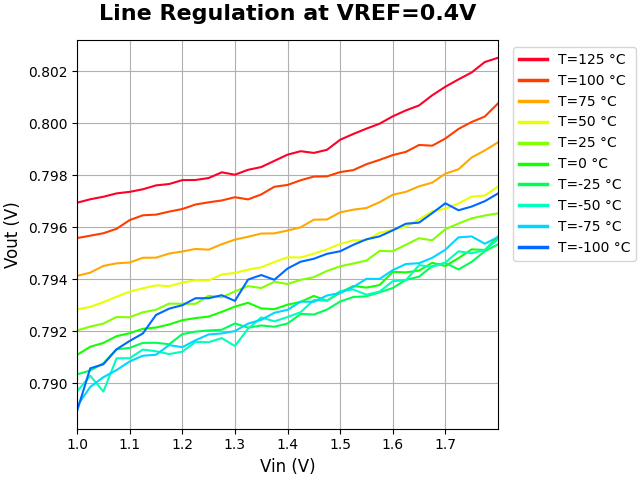 Line Regulation at VREF=0.4V
Vout (V)
0.802
0.800
0.798
0.796
0.794
0.792
0.790
1.0 1.1 1.2 1.3 1.4 1.5 1.6 1.7
Vin (V)
T=125 °C
T=100 °C
T=75 °C
T=50 °C
T=25 °C
T=0 °C
T=-25 °C
T=-50 °C
T=-75 °C
T=-100 °C